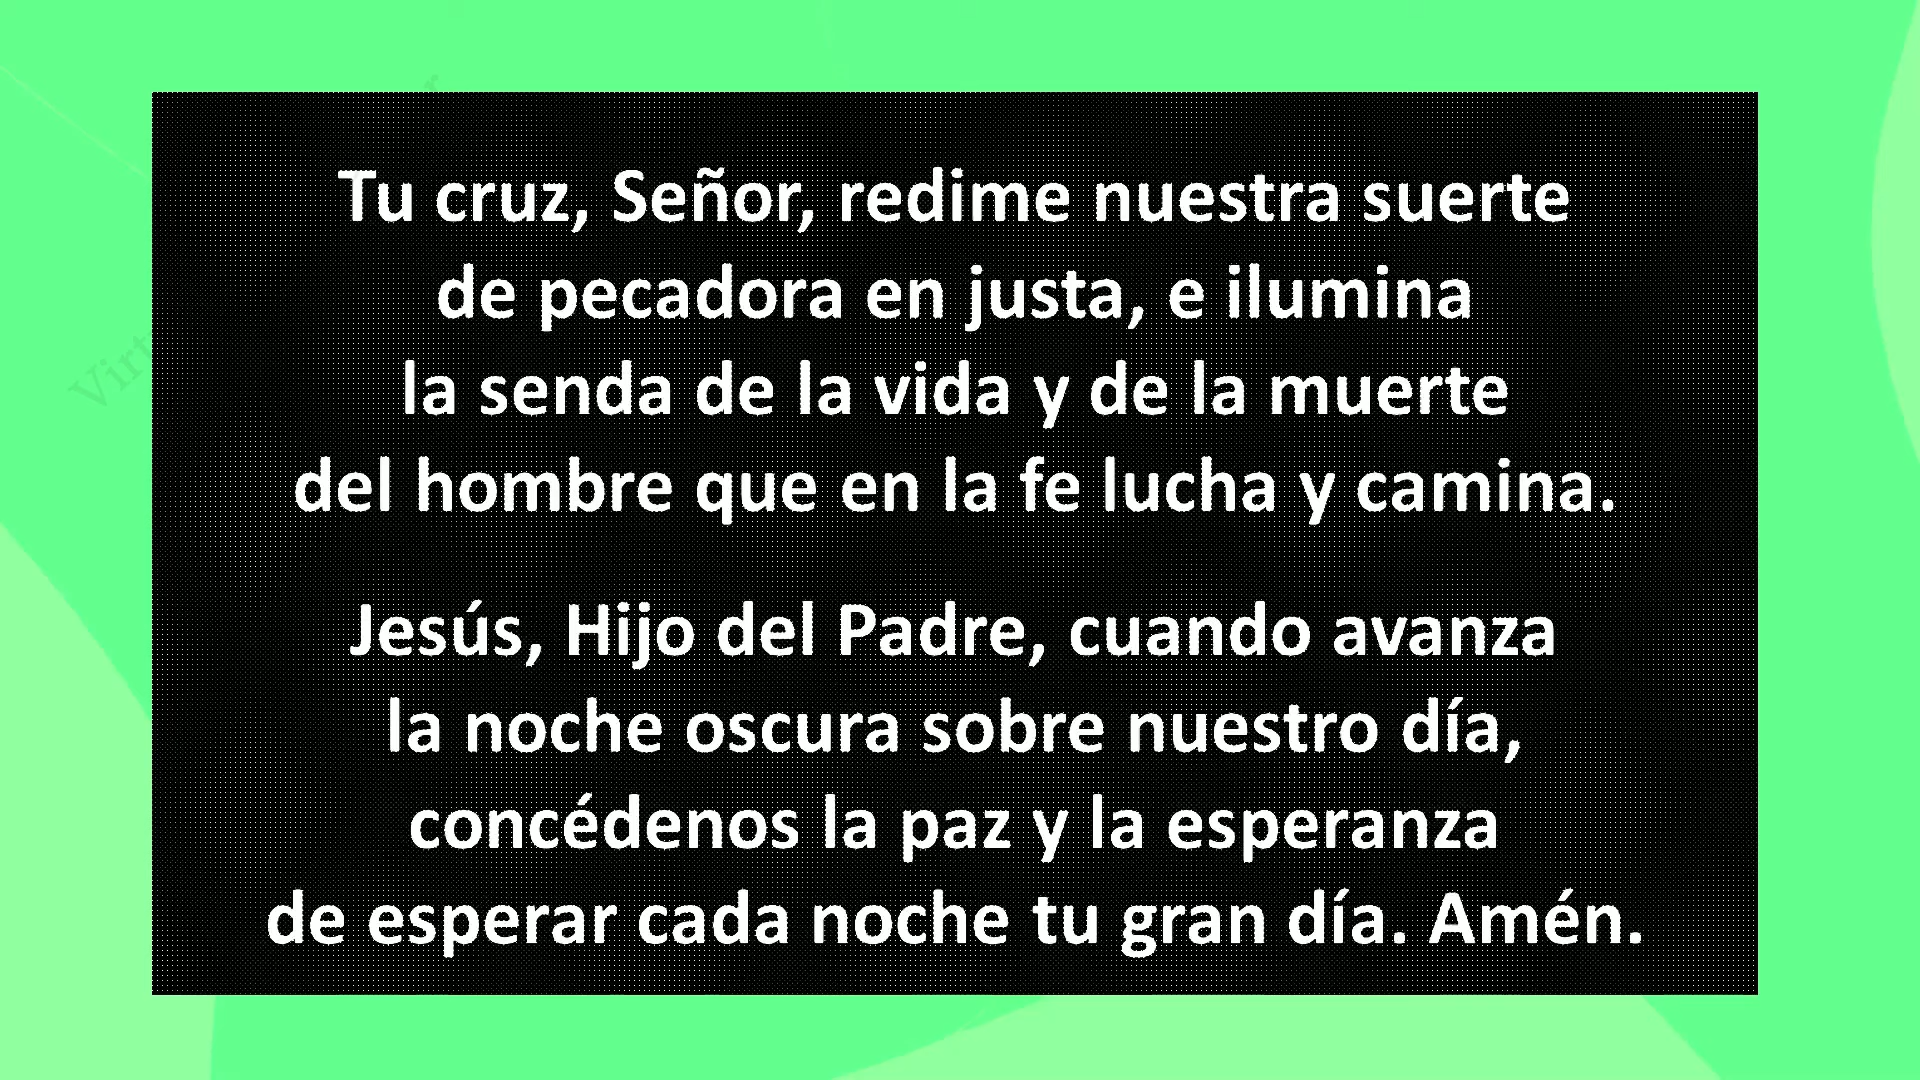 Tu cruz, Señor, redime nuestra suerte
de pecadora en justa, e ilumina
la senda de la vida y de la muerte
del hombre que en la fe lucha y camina.
Jesús, Hijo del Padre, cuando avanza
la noche oscura sobre nuestro día,
concédenos la paz y la esperanza
de esperar cada noche tu gran día. Amén.